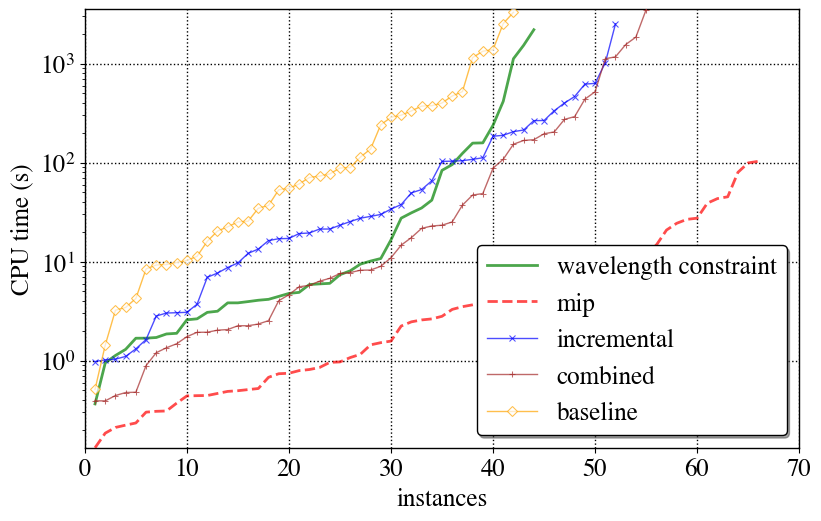 10³
10²
10¹
10⁰
CPU time (s)
0
10
20
30
40
50
60
70
instances
wavelength constraint
mip
incremental
combined
baseline